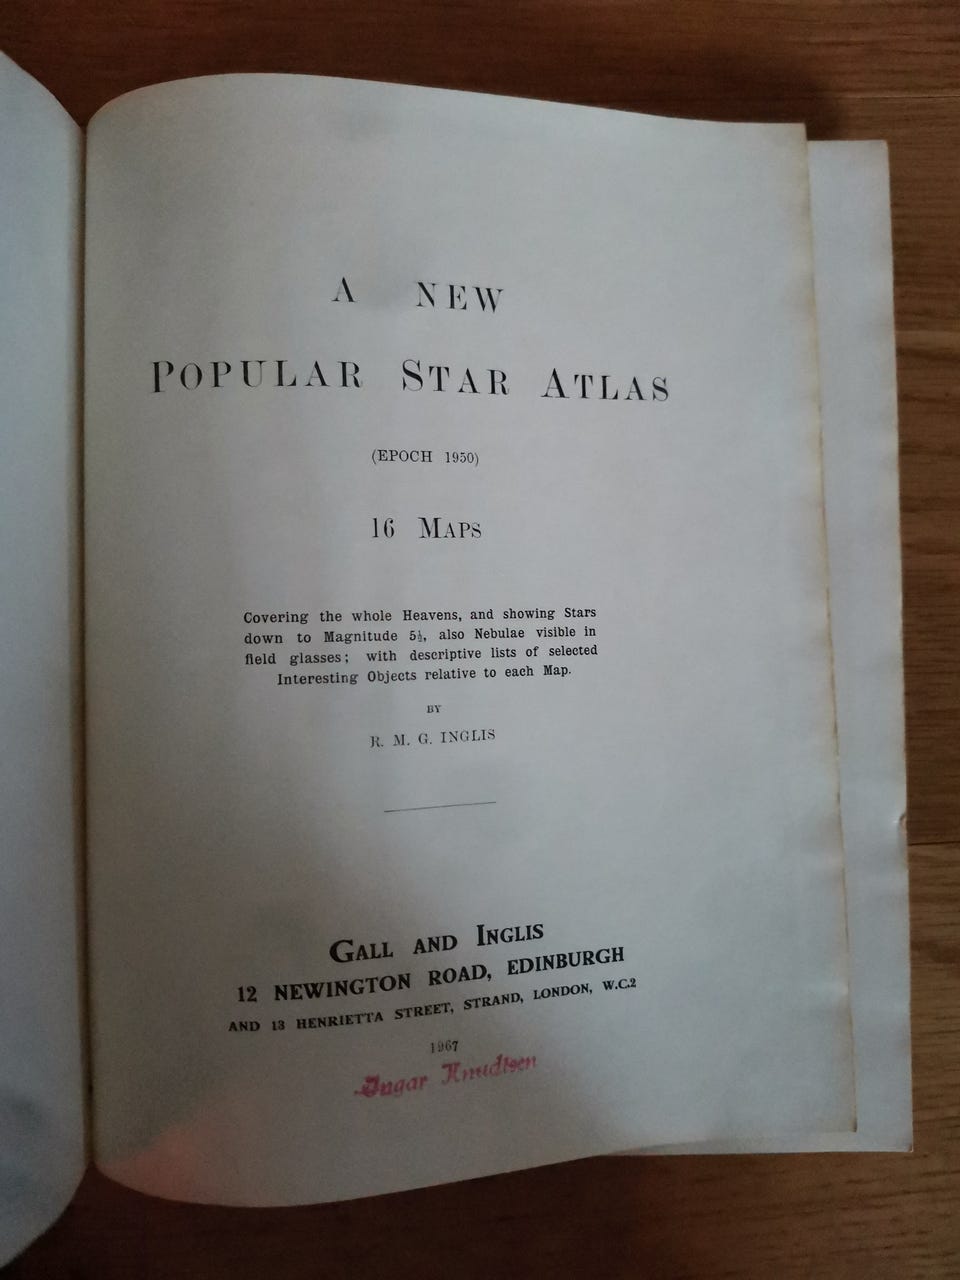 A NEW
POPULAR STAR ATLAS
(EPOCH 1950)
16 MAPS
Covering the whole Heavens, and showing Stars
down to Magnitude 5½, also Nebulae visible in
field glasses; with descriptive lists of selected
Interesting Objects relative to each Map.
BY
R. M. G. INGLIS
GALL AND INGLIS
12 NEWINGTON ROAD, EDINBURGH
AND 13 HENRIETTA STREET, STRAND, LONDON, W.C.2
1967
Ingar Knudtsen